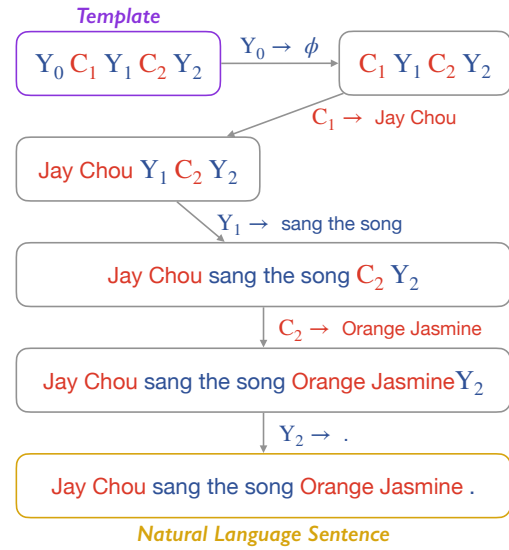 Template
Y₀ C₁ Y₁ C₂ Y₂
Y₀ → ϕ
C₁ Y₁ C₂ Y₂
C₁ → Jay Chou
Jay Chou Y₁ C₂ Y₂
Y₁ → sang the song
Jay Chou sang the song C₂ Y₂
C₂ → Orange Jasmine
Jay Chou sang the song Orange JasmineY₂
Y₂ → .
Jay Chou sang the song Orange Jasmine .
Natural Language Sentence